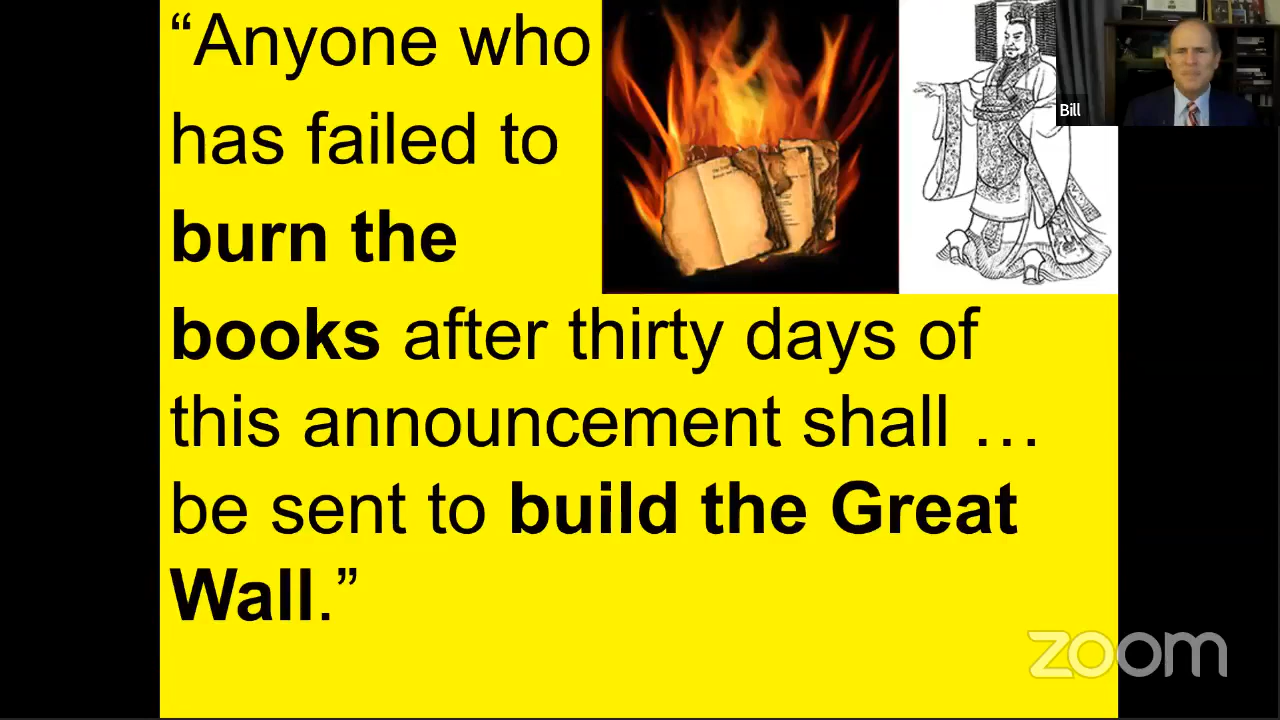 “Anyone who
has failed to
burn the
books after thirty days of
this announcement shall …
be sent to build the Great
Wall.”
Bill
zoom